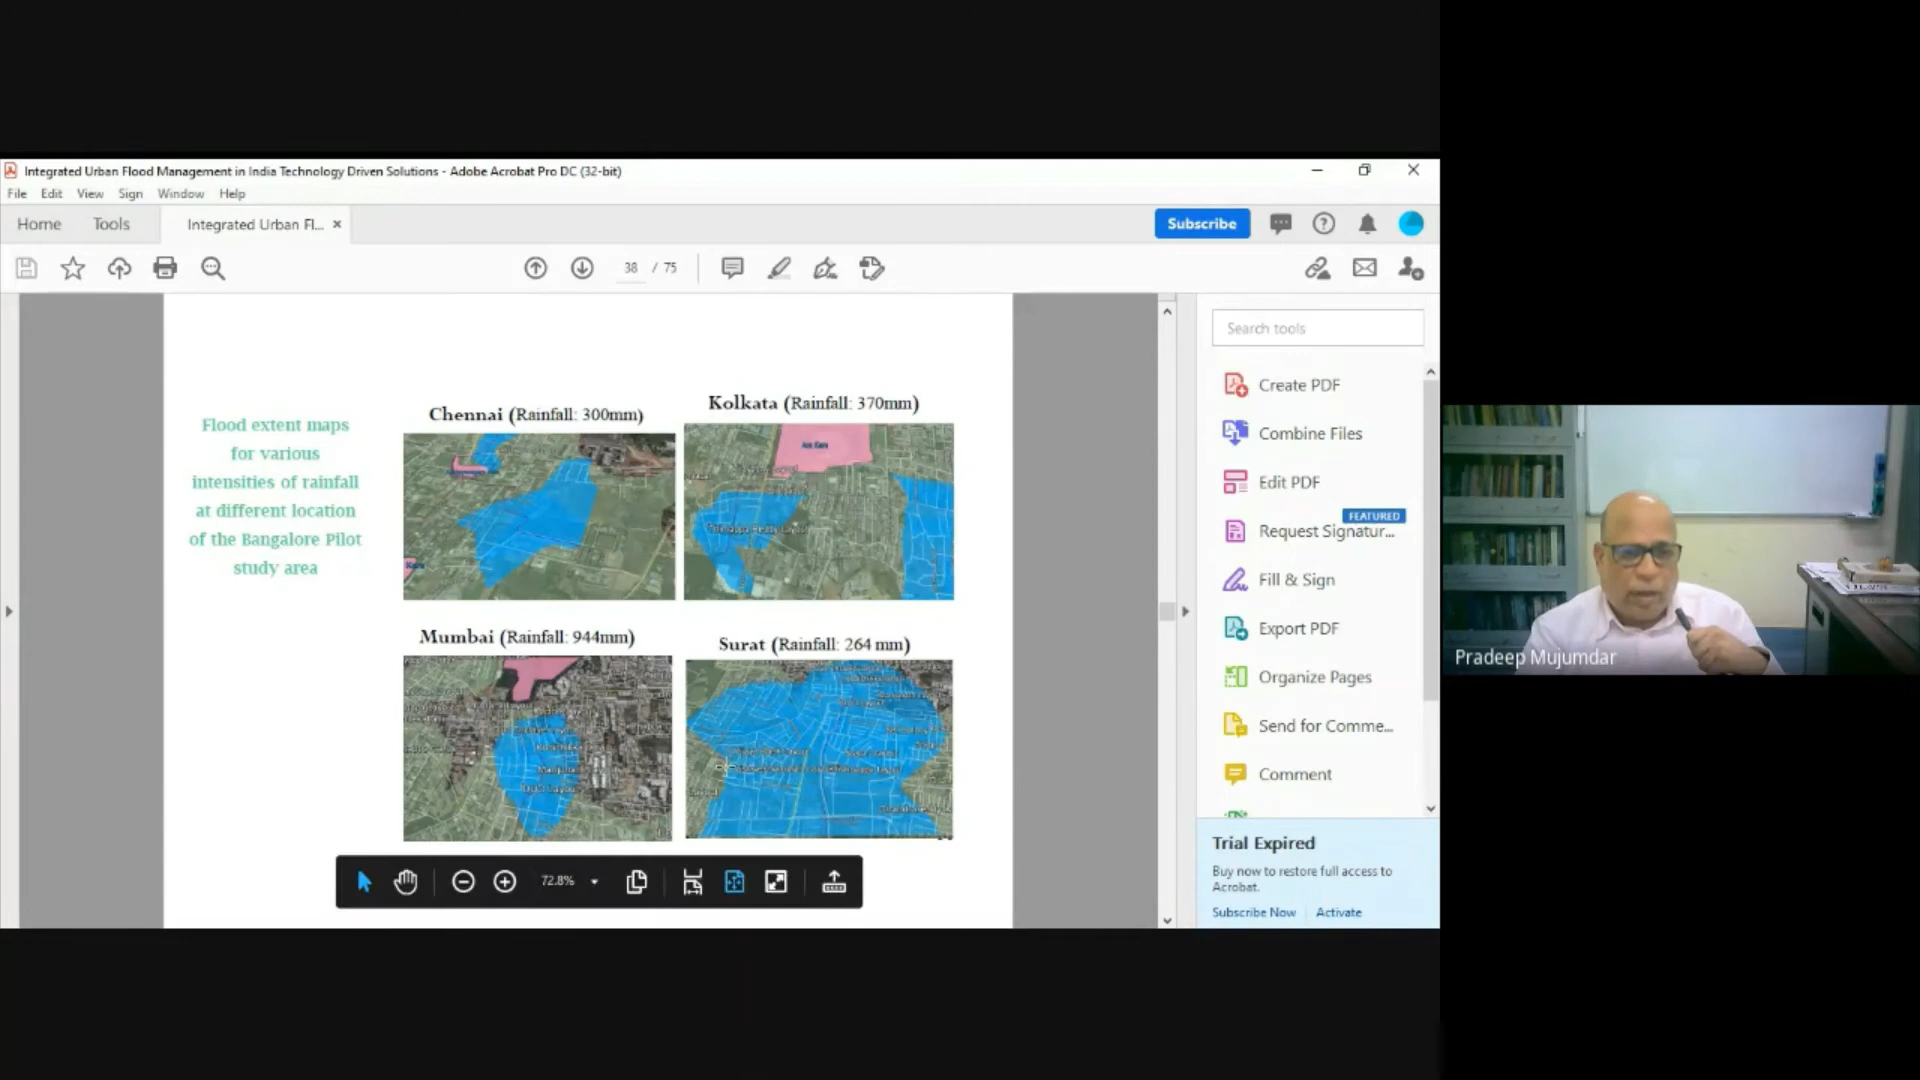 Integrated Urban Flood Management in India Technology Driven Solutions - Adobe Acrobat Pro DC (32-bit)
File Edit View Sign Window Help
Home Tools Integrated Urban Fl... ×
Subscribe
38 / 75
Search tools
Create PDF
Combine Files
Edit PDF
FEATURED
Request Signatur...
Fill & Sign
Export PDF
Organize Pages
Send for Comme...
Comment
Trial Expired
Buy now to restore full access to
Acrobat.
Subscribe Now Activate
Flood extent maps
for various
intensities of rainfall
at different location
of the Bangalore Pilot
study area
Chennai (Rainfall: 300mm)
Kolkata (Rainfall: 370mm)
Mumbai (Rainfall: 944mm)
Surat (Rainfall: 264 mm)
72.8%
Pradeep Mujumdar